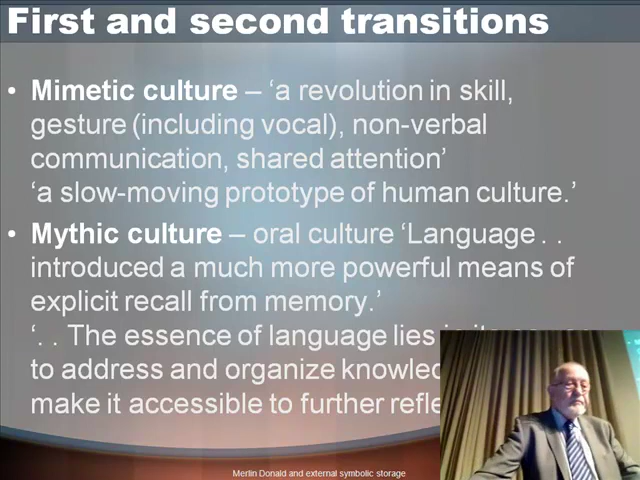 First and second transitions
• Mimetic culture – ‘a revolution in skill,
gesture (including vocal), non-verbal
communication, shared attention’
‘a slow-moving prototype of human culture.’
• Mythic culture – oral culture ‘Language . .
introduced a much more powerful means of
explicit recall from memory.’
‘. . The essence of language lies in its
to address and organize
make it accessible to further
Merlin Donald and external symbolic storage